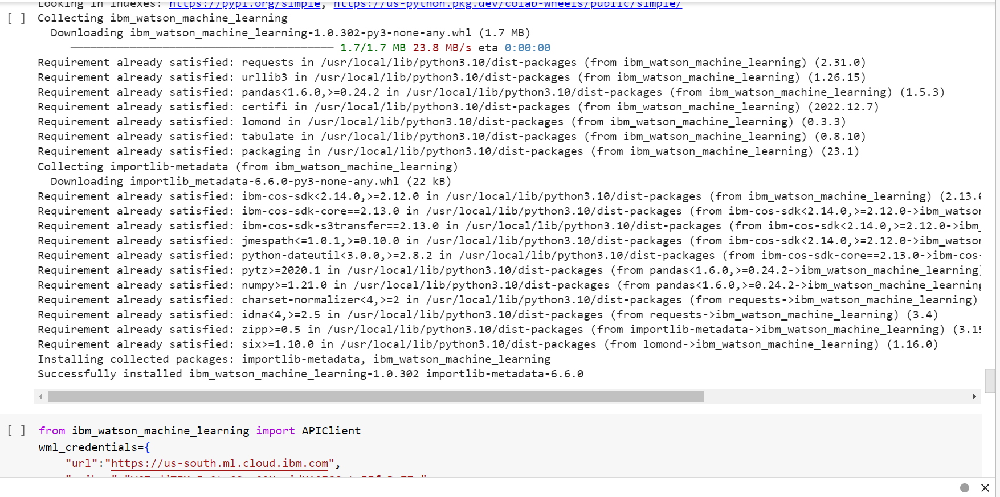 Looking in indexes: https://pypi.org/simple, https://us-python.pkg.dev/colab-wheels/public/simple/
[ ] Collecting ibm_watson_machine_learning
Downloading ibm_watson_machine_learning-1.0.302-py3-none-any.whl (1.7 MB)
1.7/1.7 MB 23.8 MB/s eta 0:00:00
Requirement already satisfied: requests in /usr/local/lib/python3.10/dist-packages (from ibm_watson_machine_learning) (2.31.0)
Requirement already satisfied: urllib3 in /usr/local/lib/python3.10/dist-packages (from ibm_watson_machine_learning) (1.26.15)
Requirement already satisfied: pandas<1.6.0,>=0.24.2 in /usr/local/lib/python3.10/dist-packages (from ibm_watson_machine_learning) (1.5.3)
Requirement already satisfied: certifi in /usr/local/lib/python3.10/dist-packages (from ibm_watson_machine_learning) (2022.12.7)
Requirement already satisfied: lomond in /usr/local/lib/python3.10/dist-packages (from ibm_watson_machine_learning) (0.3.3)
Requirement already satisfied: tabulate in /usr/local/lib/python3.10/dist-packages (from ibm_watson_machine_learning) (0.8.10)
Requirement already satisfied: packaging in /usr/local/lib/python3.10/dist-packages (from ibm_watson_machine_learning) (23.1)
Collecting importlib-metadata (from ibm_watson_machine_learning)
Downloading importlib_metadata-6.6.0-py3-none-any.whl (22 kB)
Requirement already satisfied: ibm-cos-sdk<2.14.0,>=2.12.0 in /usr/local/lib/python3.10/dist-packages (from ibm_watson_machine_learning) (2.13.
Requirement already satisfied: ibm-cos-sdk-core==2.13.0 in /usr/local/lib/python3.10/dist-packages (from ibm-cos-sdk<2.14.0,>=2.12.0->ibm_watson
Requirement already satisfied: ibm-cos-sdk-s3transfer==2.13.0 in /usr/local/lib/python3.10/dist-packages (from ibm-cos-sdk<2.14.0,>=2.12.0->ibm_
Requirement already satisfied: jmespath<=1.0.1,>=0.10.0 in /usr/local/lib/python3.10/dist-packages (from ibm-cos-sdk<2.14.0,>=2.12.0->ibm_watson
Requirement already satisfied: python-dateutil<3.0.0,>=2.8.2 in /usr/local/lib/python3.10/dist-packages (from ibm-cos-sdk-core==2.13.0->ibm-cos-
Requirement already satisfied: pytz>=2020.1 in /usr/local/lib/python3.10/dist-packages (from pandas<1.6.0,>=0.24.2->ibm_watson_machine_learning)
Requirement already satisfied: numpy>=1.21.0 in /usr/local/lib/python3.10/dist-packages (from pandas<1.6.0,>=0.24.2->ibm_watson_machine_learning
Requirement already satisfied: charset-normalizer<4,>=2 in /usr/local/lib/python3.10/dist-packages (from requests->ibm_watson_machine_learning)
Requirement already satisfied: idna<4,>=2.5 in /usr/local/lib/python3.10/dist-packages (from requests->ibm_watson_machine_learning) (3.4)
Requirement already satisfied: zipp>=0.5 in /usr/local/lib/python3.10/dist-packages (from importlib-metadata->ibm_watson_machine_learning) (3.15
Requirement already satisfied: six>=1.10.0 in /usr/local/lib/python3.10/dist-packages (from lomond->ibm_watson_machine_learning) (1.16.0)
Installing collected packages: importlib-metadata, ibm_watson_machine_learning
Successfully installed ibm_watson_machine_learning-1.0.302 importlib-metadata-6.6.0
[ ] from ibm_watson_machine_learning import APIClient
wml_credentials={
"url":"https://us-south.ml.cloud.ibm.com",